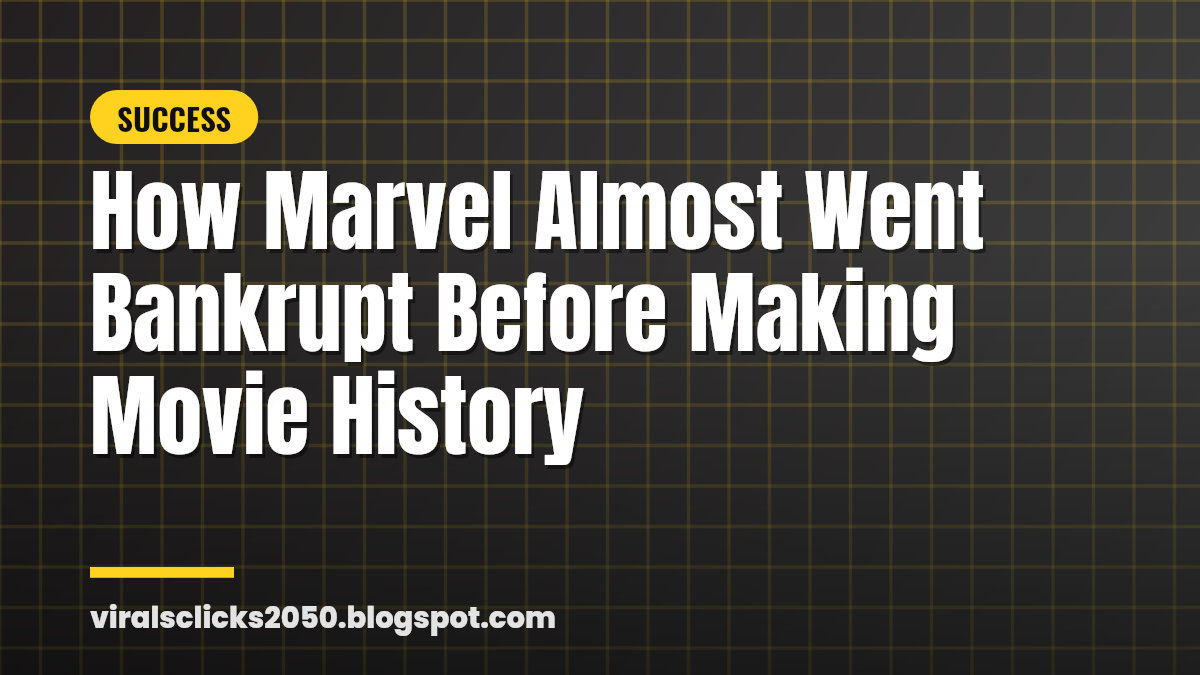 SUCCESS
How Marvel Almost Went
Bankrupt Before Making
Movie History
viralsclicks2050.blogspot.com